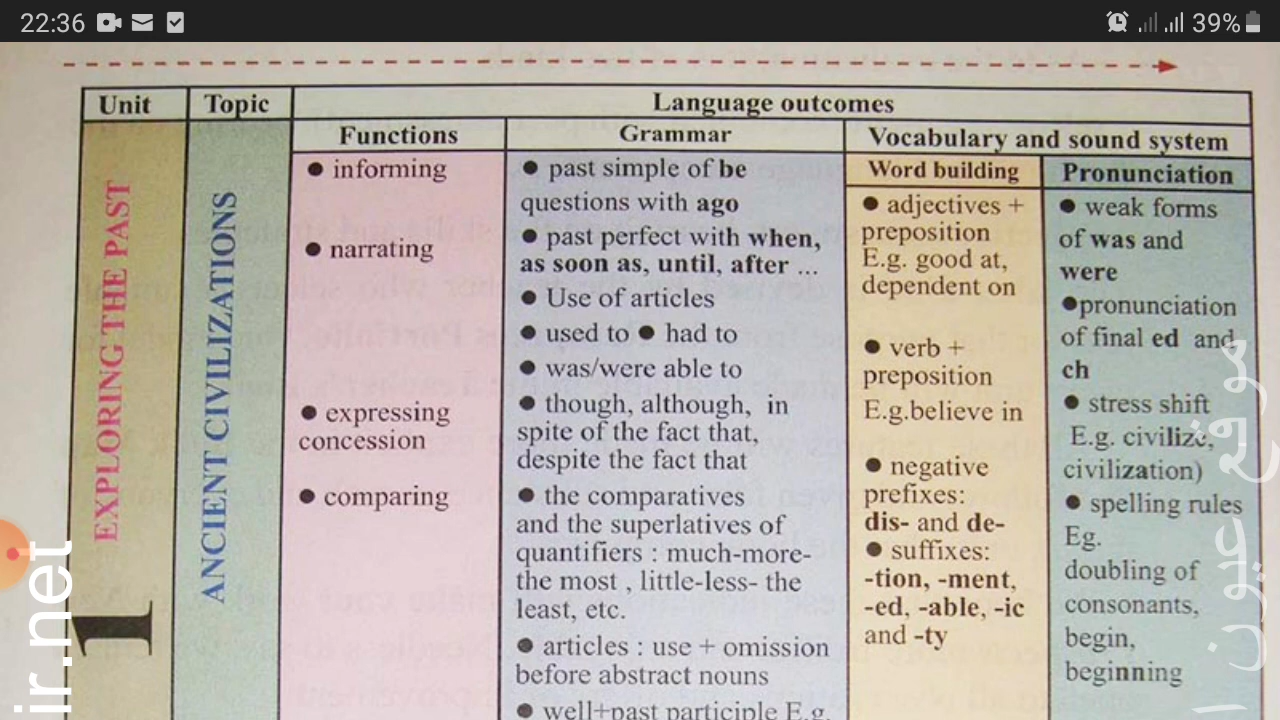 22:36
39%
Unit
Topic
Language outcomes
Functions
Grammar
Vocabulary and sound system
Word building
Pronunciation
1
EXPLORING THE PAST
ANCIENT CIVILIZATIONS
● informing
● narrating
● expressing
concession
● comparing
● past simple of be
questions with ago
● past perfect with when,
as soon as, until, after ...
● Use of articles
● used to ● had to
● was/were able to
● though, although, in
spite of the fact that,
despite the fact that
● the comparatives
and the superlatives of
quantifiers : much-more-
the most , little-less- the
least, etc.
● articles : use + omission
before abstract nouns
● well+past participle E.g.
● adjectives +
preposition
E.g. good at,
dependent on
● verb +
preposition
E.g.believe in
● negative
prefixes:
dis- and de-
● suffixes:
-tion, -ment,
-ed, -able, -ic
and -ty
● weak forms
of was and
were
●pronunciation
of final ed and
ch
● stress shift
E.g. civilize,
civilization)
● spelling rules
Eg.
doubling of
consonants,
begin,
beginning
ir.net
موقع عيون ا